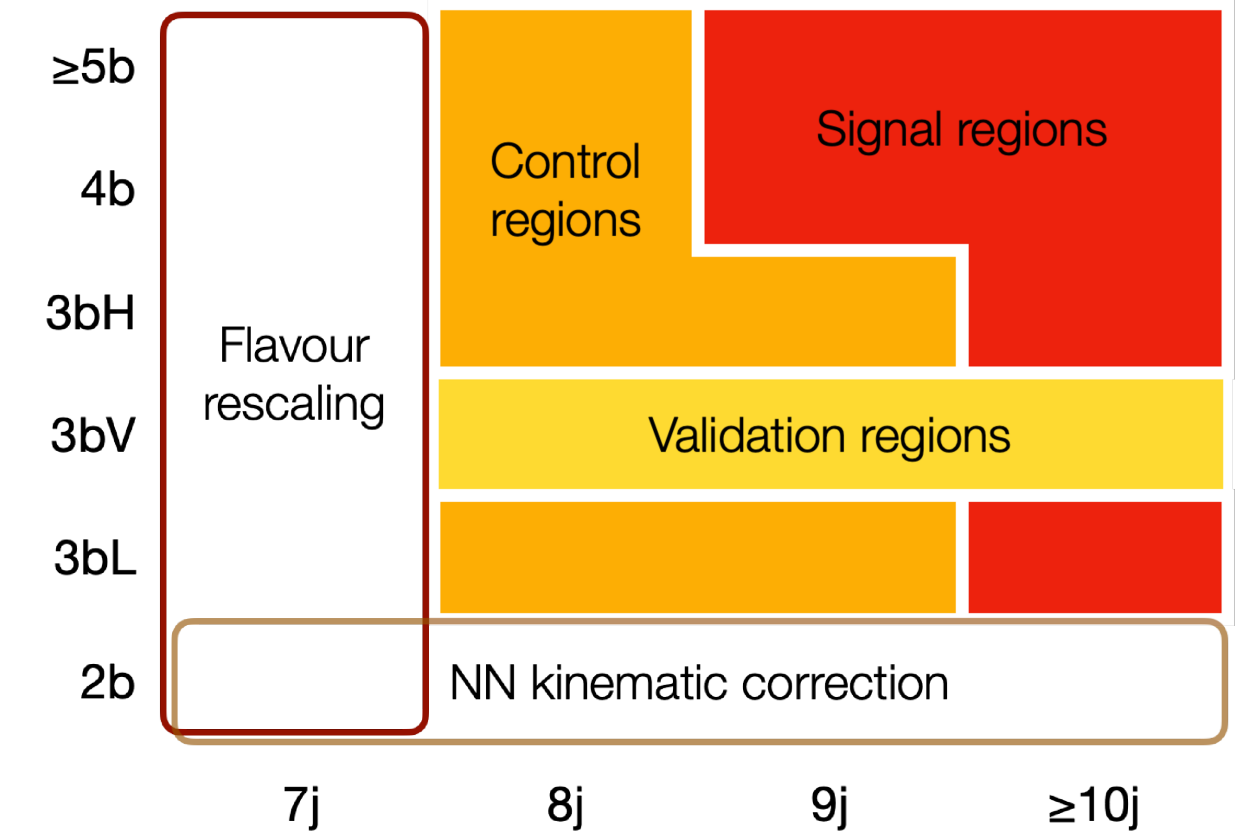 ≥5b
Signal regions
Control
regions
4b
3bH
Flavour
rescaling
3bV
Validation regions
3bL
2b
NN kinematic correction
7j
8j
9j
≥10j